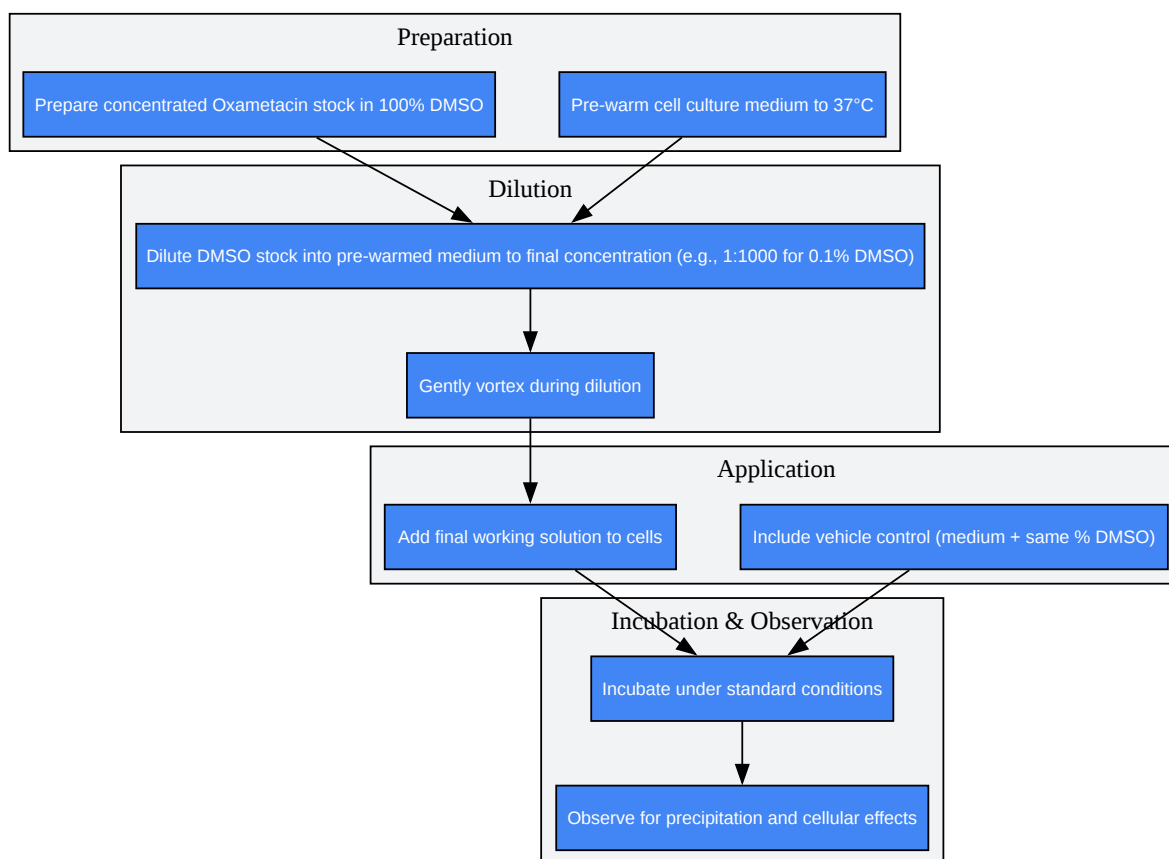 Preparation
Prepare concentrated Oxametacin stock in 100% DMSO
Pre-warm cell culture medium to 37°C
Dilution
Dilute DMSO stock into pre-warmed medium to final concentration (e.g., 1:1000 for 0.1% DMSO)
Gently vortex during dilution
Application
Add final working solution to cells
Include vehicle control (medium + same % DMSO)
Incubation & Observation
Incubate under standard conditions
Observe for precipitation and cellular effects